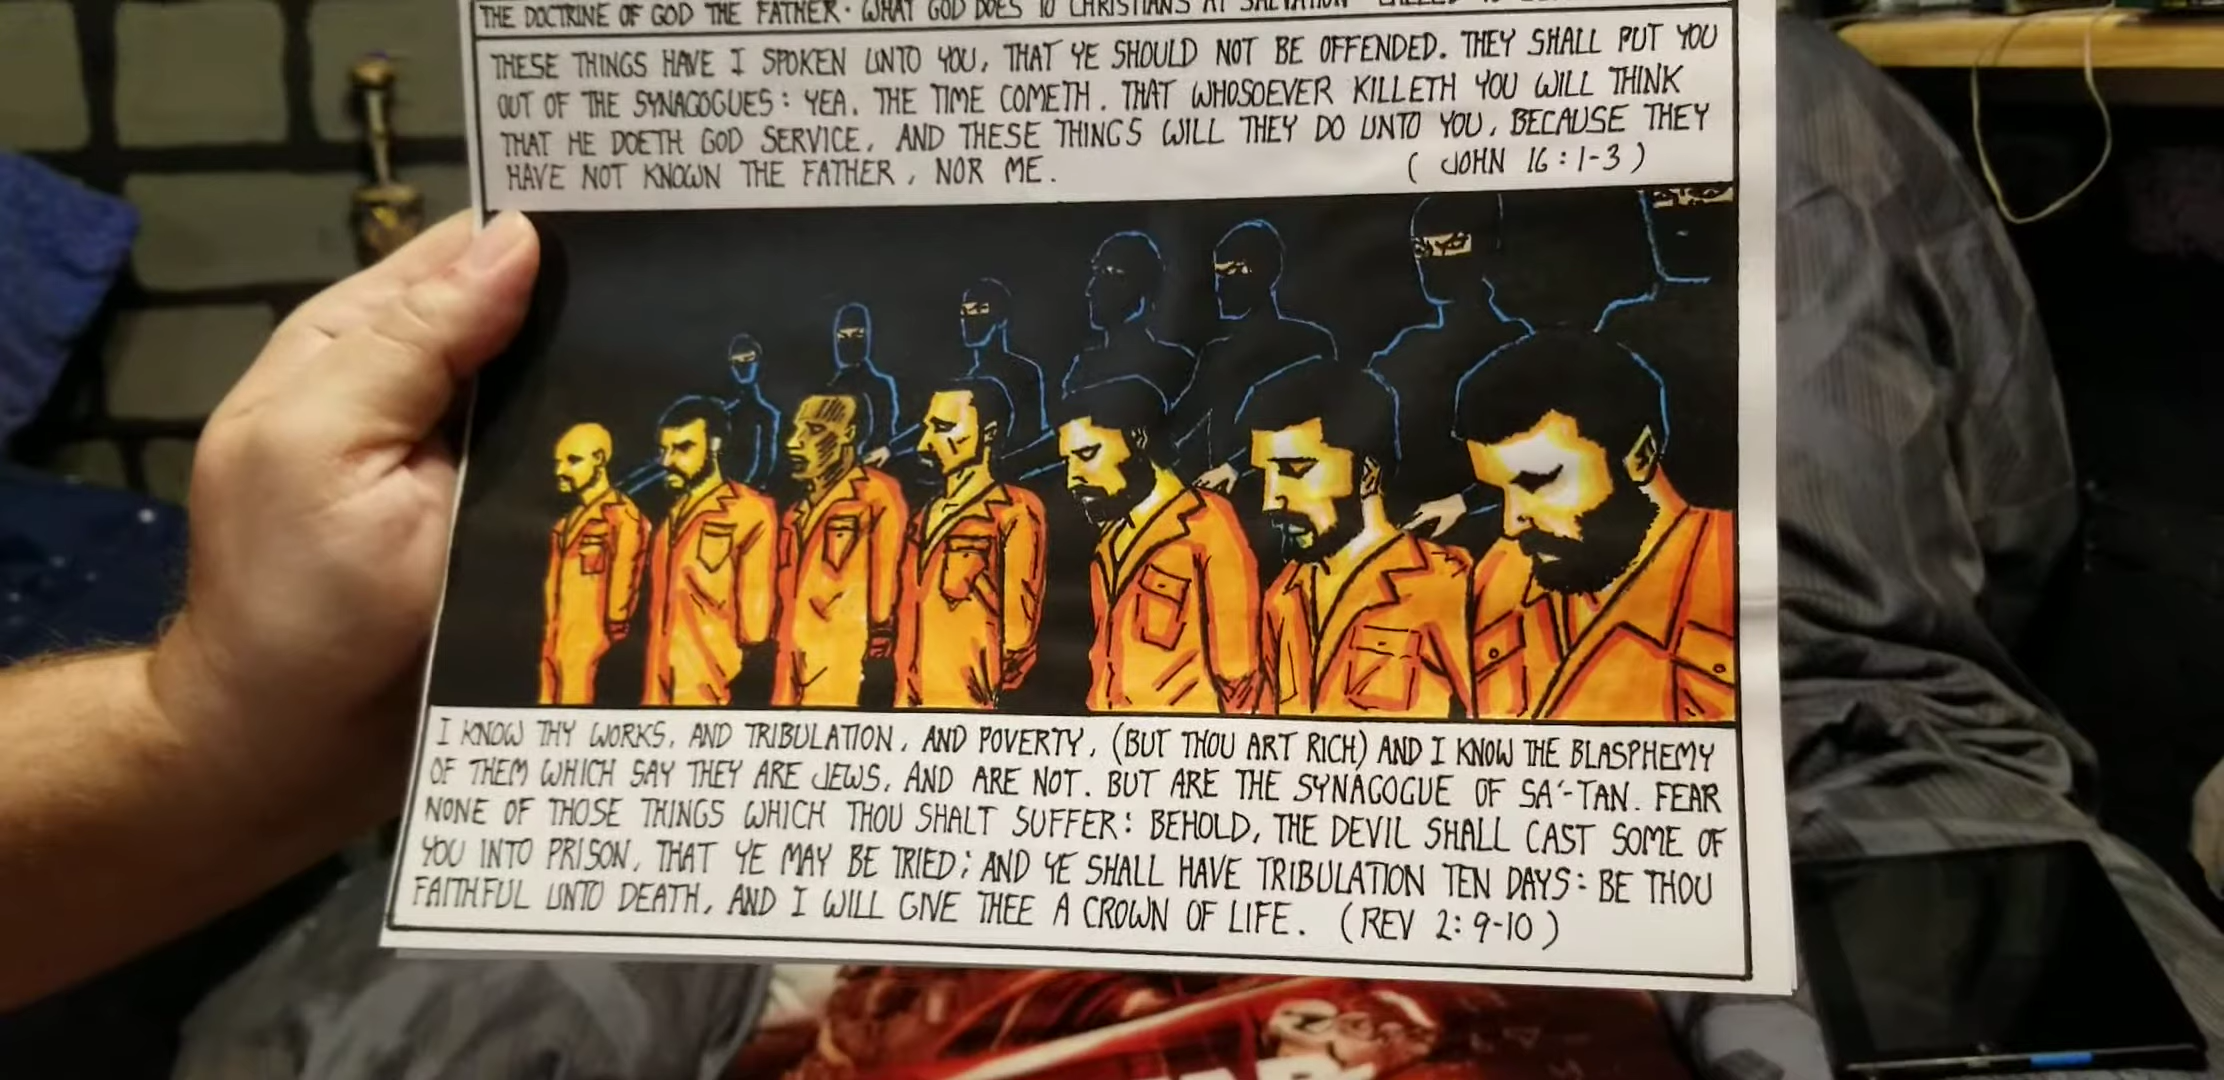 THE DOCTRINE OF GOD THE FATHER · WHAT GOD DOES TO CHRISTIANS AT SALVATION
THESE THINGS HAVE I SPOKEN UNTO YOU, THAT YE SHOULD NOT BE OFFENDED. THEY SHALL PUT YOU
OUT OF THE SYNAGOGUES: YEA, THE TIME COMETH, THAT WHOSOEVER KILLETH YOU WILL THINK
THAT HE DOETH GOD SERVICE, AND THESE THINGS WILL THEY DO UNTO YOU, BECAUSE THEY
HAVE NOT KNOWN THE FATHER, NOR ME. (JOHN 16:1-3)
I KNOW THY WORKS, AND TRIBULATION, AND POVERTY, (BUT THOU ART RICH) AND I KNOW THE BLASPHEMY
OF THEM WHICH SAY THEY ARE JEWS, AND ARE NOT. BUT ARE THE SYNAGOGUE OF SA'-TAN. FEAR
NONE OF THOSE THINGS WHICH THOU SHALT SUFFER: BEHOLD, THE DEVIL SHALL CAST SOME OF
YOU INTO PRISON, THAT YE MAY BE TRIED; AND YE SHALL HAVE TRIBULATION TEN DAYS: BE THOU
FAITHFUL UNTO DEATH, AND I WILL GIVE THEE A CROWN OF LIFE. (REV 2:9-10)